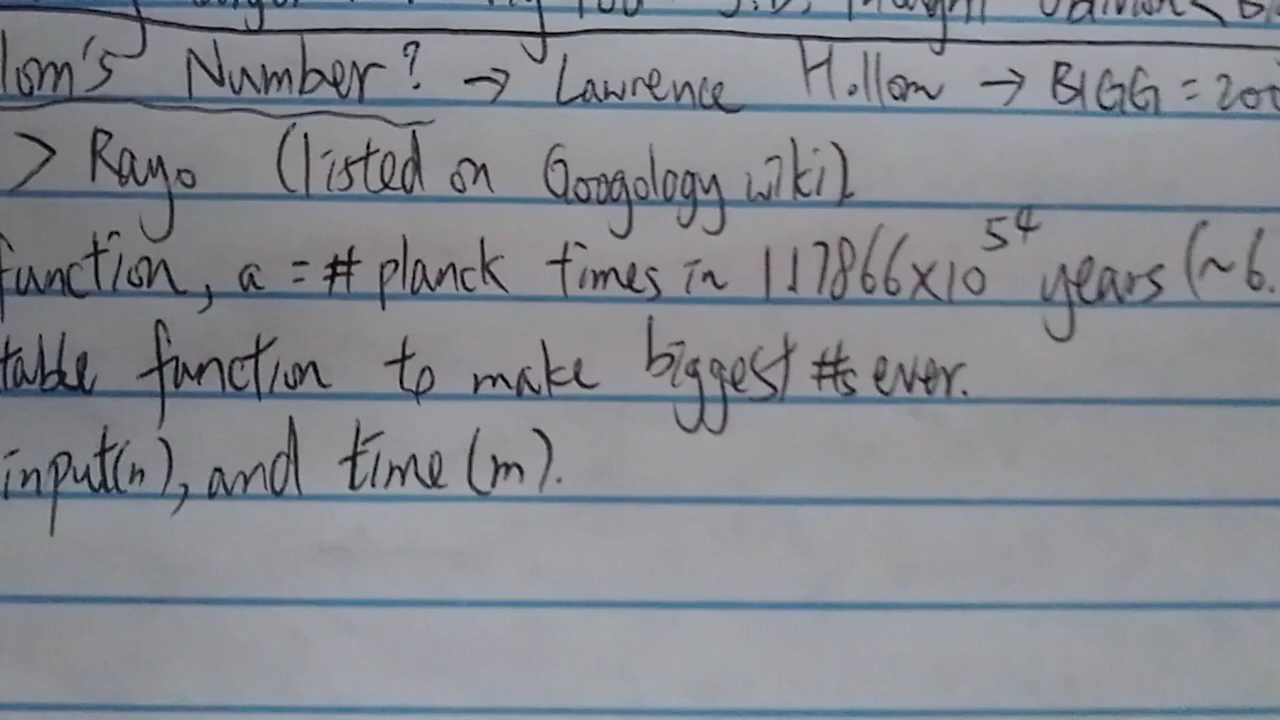 lom's Number? → Lawrence Hollom → BIGG = 200
> Rayo (listed on Googology wiki)
function, a = # planck times in 117866x10^54 years (~6.
table function to make biggest #s ever.
input(n), and time (m).